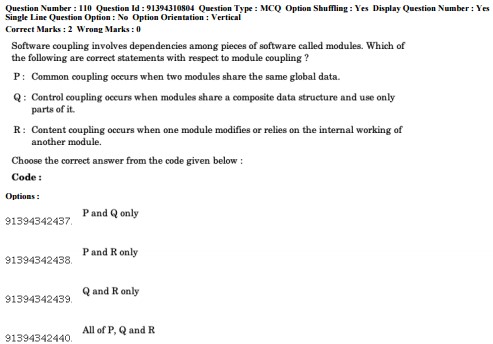 Question Number : 110 Question Id : 91394310804 Question Type : MCQ Option Shuffling : Yes Display Question Number : Yes
Single Line Question Option : No Option Orientation : Vertical
Correct Marks : 2 Wrong Marks : 0
Software coupling involves dependencies among pieces of software called modules. Which of
the following are correct statements with respect to module coupling ?
P : Common coupling occurs when two modules share the same global data.
Q : Control coupling occurs when modules share a composite data structure and use only
parts of it.
R : Content coupling occurs when one module modifies or relies on the internal working of
another module.
Choose the correct answer from the code given below :
Code :
Options :
91394342437. P and Q only
91394342438. P and R only
91394342439. Q and R only
91394342440. All of P, Q and R